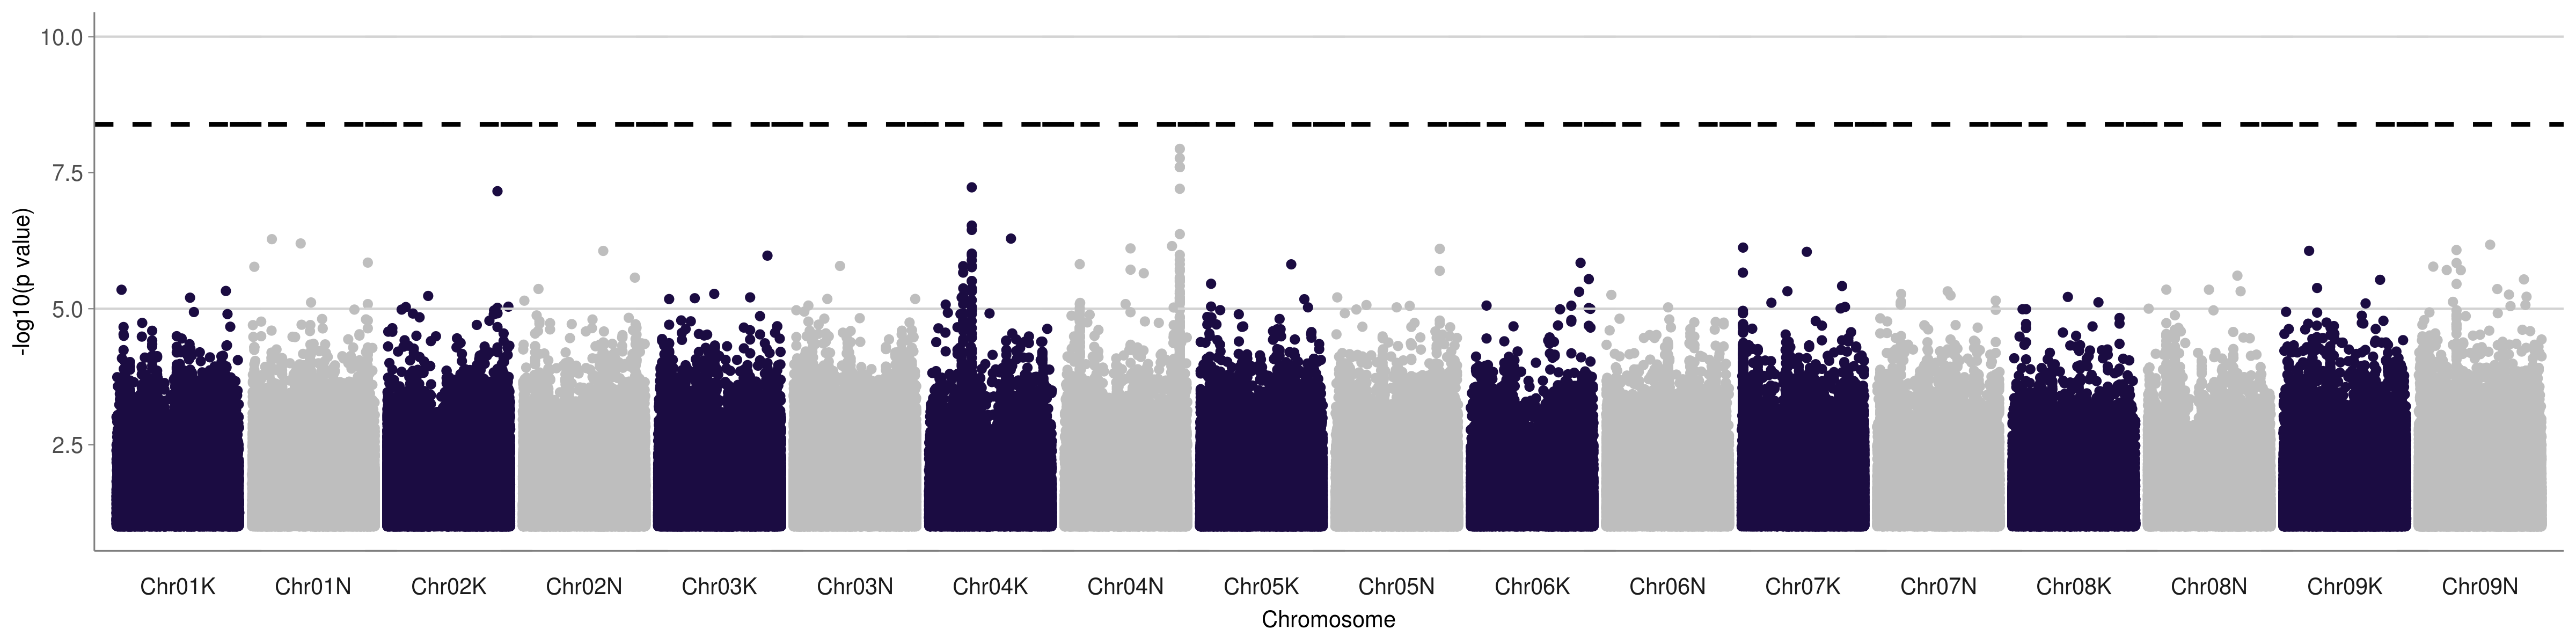 10.0
7.5
5.0
2.5
-log10(p value)
Chr01K Chr01N Chr02K Chr02N Chr03K Chr03N Chr04K Chr04N Chr05K Chr05N Chr06K Chr06N Chr07K Chr07N Chr08K Chr08N Chr09K Chr09N
Chromosome